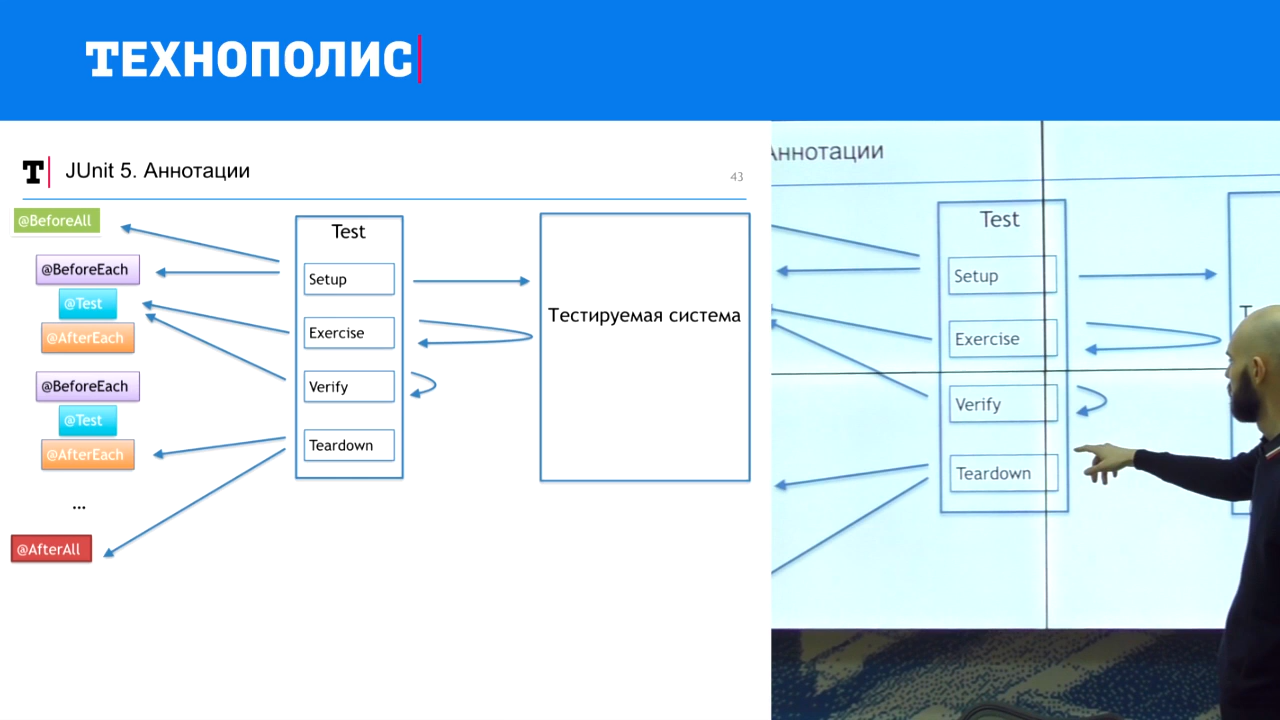 ТЕХНОПОЛИС
T JUnit 5. Аннотации
43
@BeforeAll
@BeforeEach
@Test
@AfterEach
@BeforeEach
@Test
@AfterEach
...
@AfterAll
Test
Setup
Exercise
Verify
Teardown
Тестируемая система
Аннотации
Test
Setup
Exercise
Verify
Teardown
Т